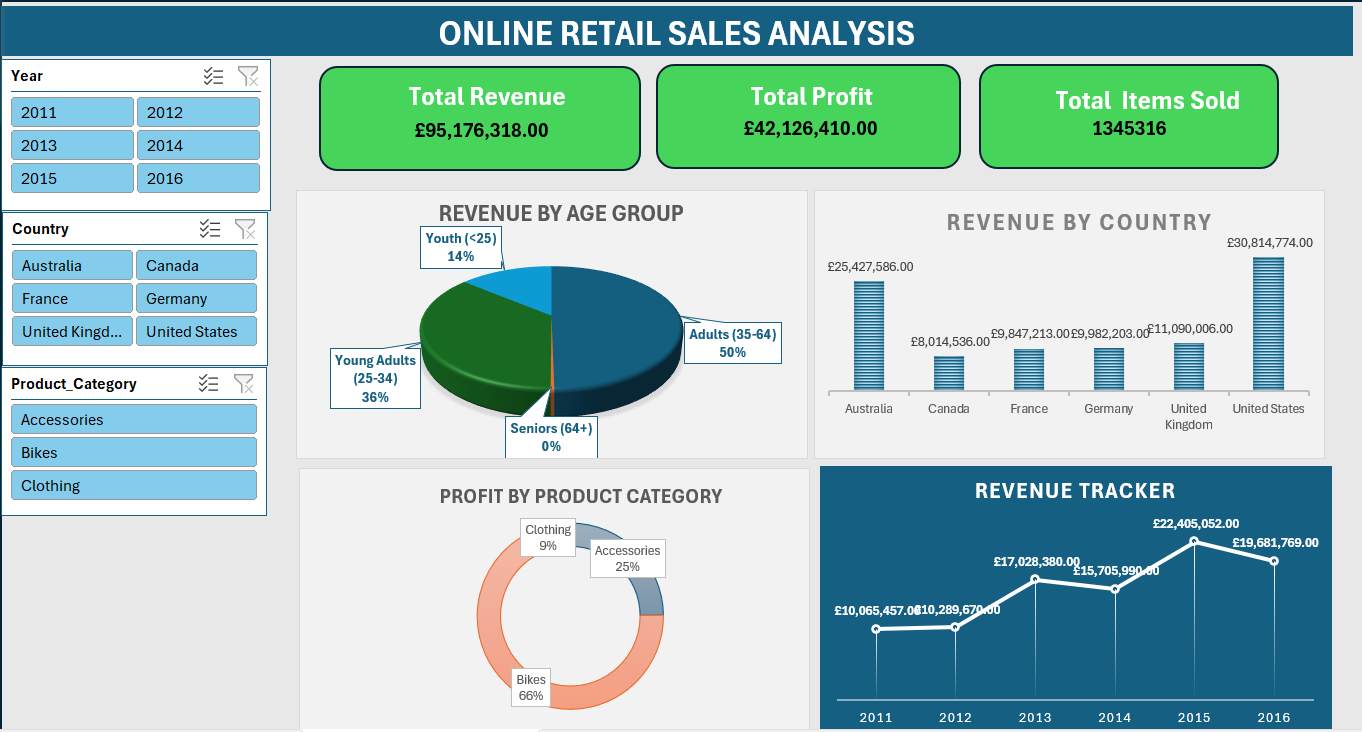 ONLINE RETAIL SALES ANALYSIS
Year
2011
2012
2013
2014
2015
2016
Country
Australia
Canada
France
Germany
United Kingd...
United States
Product_Category
Accessories
Bikes
Clothing
Total Revenue
£95,176,318.00
Total Profit
£42,126,410.00
Total Items Sold
1345316
REVENUE BY AGE GROUP
Youth (<25)
14%
Adults (35-64)
50%
Young Adults
(25-34)
36%
Seniors (64+)
0%
REVENUE BY COUNTRY
£25,427,586.00
£8,014,536.00
£9,847,213.00
£9,982,203.00
£11,090,006.00
£30,814,774.00
Australia
Canada
France
Germany
United
Kingdom
United States
PROFIT BY PRODUCT CATEGORY
Clothing
9%
Accessories
25%
Bikes
66%
REVENUE TRACKER
£10,065,457.00
£10,289,670.00
£17,028,380.00
£15,705,990.00
£22,405,052.00
£19,681,769.00
2011
2012
2013
2014
2015
2016